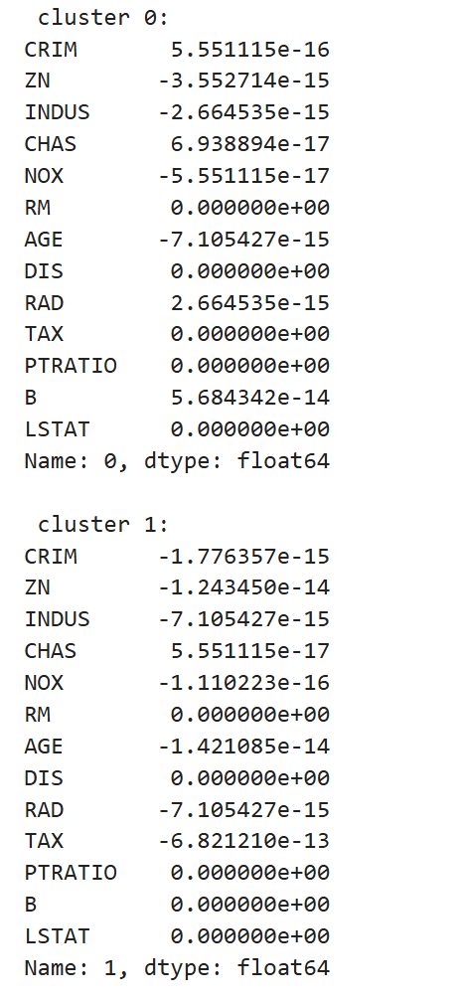 cluster 0:
CRIM 5.551115e-16
ZN -3.552714e-15
INDUS -2.664535e-15
CHAS 6.938894e-17
NOX -5.551115e-17
RM 0.000000e+00
AGE -7.105427e-15
DIS 0.000000e+00
RAD 2.664535e-15
TAX 0.000000e+00
PTRATIO 0.000000e+00
B 5.684342e-14
LSTAT 0.000000e+00
Name: 0, dtype: float64
cluster 1:
CRIM -1.776357e-15
ZN -1.243450e-14
INDUS -7.105427e-15
CHAS 5.551115e-17
NOX -1.110223e-16
RM 0.000000e+00
AGE -1.421085e-14
DIS 0.000000e+00
RAD -7.105427e-15
TAX -6.821210e-13
PTRATIO 0.000000e+00
B 0.000000e+00
LSTAT 0.000000e+00
Name: 1, dtype: float64